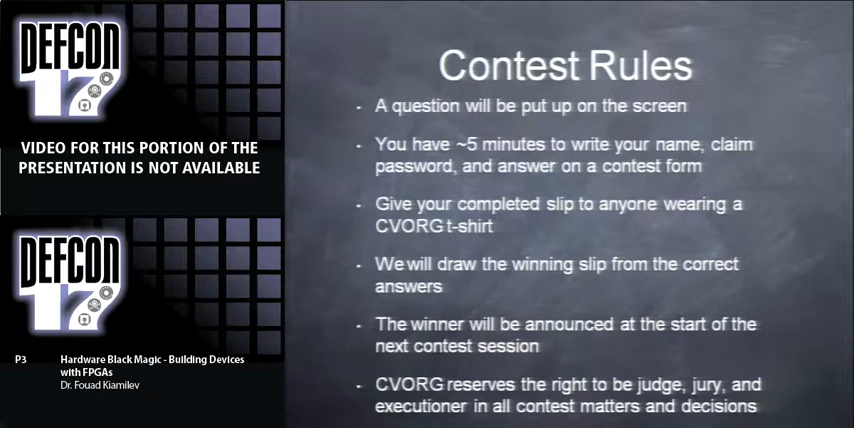 DEFCON
17
VIDEO FOR THIS PORTION OF THE
PRESENTATION IS NOT AVAILABLE
DEFCON
17
P3 Hardware Black Magic - Building Devices
with FPGAs
Dr. Fouad Kiamilev
Contest Rules
• A question will be put up on the screen
• You have ~5 minutes to write your name, claim
password, and answer on a contest form
• Give your completed slip to anyone wearing a
CVORG t-shirt
• We will draw the winning slip from the correct
answers
• The winner will be announced at the start of the
next contest session
• CVORG reserves the right to be judge, jury, and
executioner in all contest matters and decisions